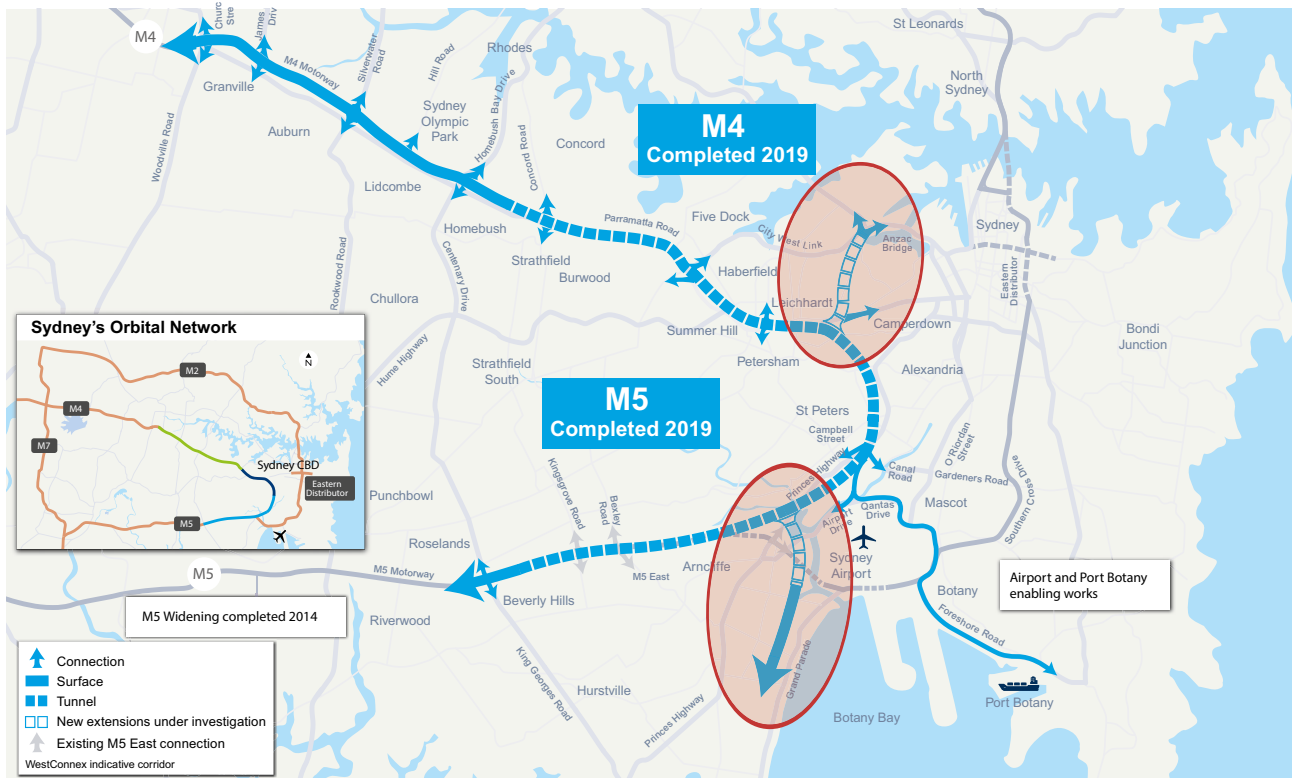 M4
Church
Street
James
Drive
M4 Motorway
Silverwater
Road
Hill Road
Rhodes
Homebush Bay Drive
St Leonards
North
Sydney
Granville
Auburn
Sydney
Olympic
Park
Concord Road
Concord
M4
Completed 2019
Woodville Road
Lidcombe
Homebush
Parramatta Road
Five Dock
City West Link
Anzac
Bridge
Sydney
Eastern
Distributor
Strathfield
Burwood
Haberfield
Rookwood Road
Centenary Drive
Chullora
Leichhardt
Camperdown
Summer Hill
Petersham
Bondi
Junction
Hume Highway
Strathfield
South
Alexandria
Sydney's Orbital Network
N
M2
M4
M7
Sydney CBD
Eastern
Distributor
M5
M5
Completed 2019
St Peters
Campbell
Street
O'Riordan
Street
Princes Highway
Canal
Road
Gardeners Road
Southern Cross Drive
Kingsgrove Road
Bexley
Road
Punchbowl
Airport
Drive
Qantas
Drive
Mascot
Roselands
M5
M5 Motorway
M5 East
Arncliffe
Sydney
Airport
Botany
Airport and Port Botany
enabling works
Beverly Hills
M5 Widening completed 2014
Riverwood
Foreshore Road
King Georges Road
Hurstville
Grand Parade
Princes Highway
Botany Bay
Port Botany
Connection
Surface
Tunnel
New extensions under investigation
Existing M5 East connection
WestConnex indicative corridor